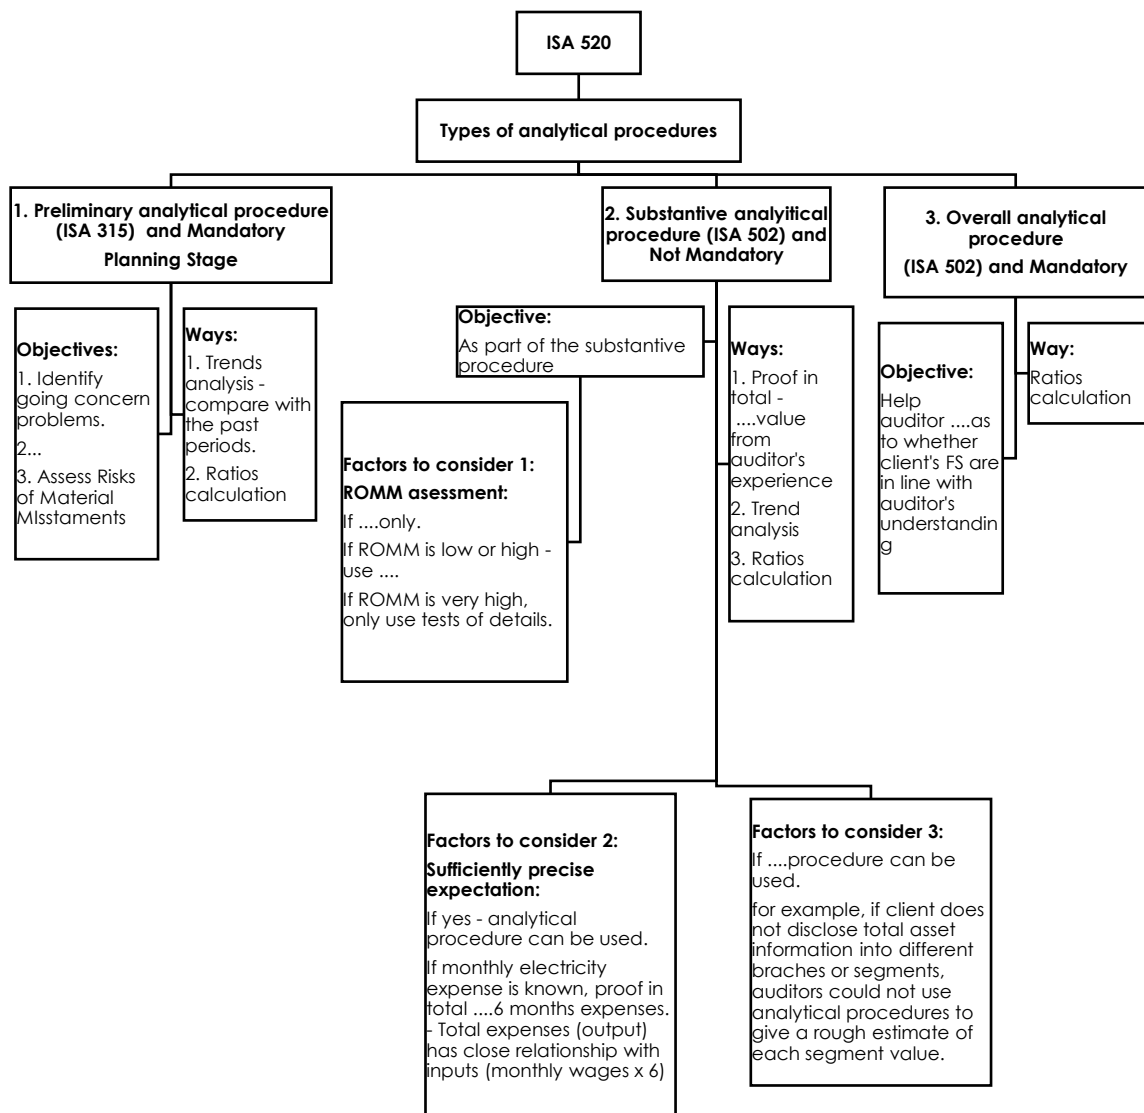 ISA 520
Types of analytical procedures
1. Preliminary analytical procedure
(ISA 315)  and Mandatory
Planning Stage
Objectives:
1. Identify
going concern
problems.
2...
3. Assess Risks
of Material
MIsstaments
Ways:
1. Trends
analysis -
compare with
the past
periods.
2. Ratios
calculation
2. Substantive analyitical
procedure (ISA 502) and
Not Mandatory
Objective:
As part of the substantive
procedure
Factors to consider 1:
ROMM asessment:
If ....only.
If ROMM is low or high -
use ....
If ROMM is very high,
only use tests of details.
Ways:
1. Proof in
total -
....value
from
auditor's
experience
2. Trend
analysis
3. Ratios
calculation
Factors to consider 2:
Sufficiently precise
expectation:
If yes - analytical
procedure can be used.
If monthly electricity
expense is known, proof in
total ....6 months expenses.
- Total expenses (output)
has close relationship with
inputs (monthly wages x 6)
Factors to consider 3:
If ....procedure can be
used.
for example, if client does
not disclose total asset
information into different
braches or segments,
auditors could not use
analytical procedures to
give a rough estimate of
each segment value.
3. Overall analytical
procedure
(ISA 502) and Mandatory
Objective:
Help
auditor ....as
to whether
client's FS are
in line with
auditor's
understandin
g
Way:
Ratios
calculation